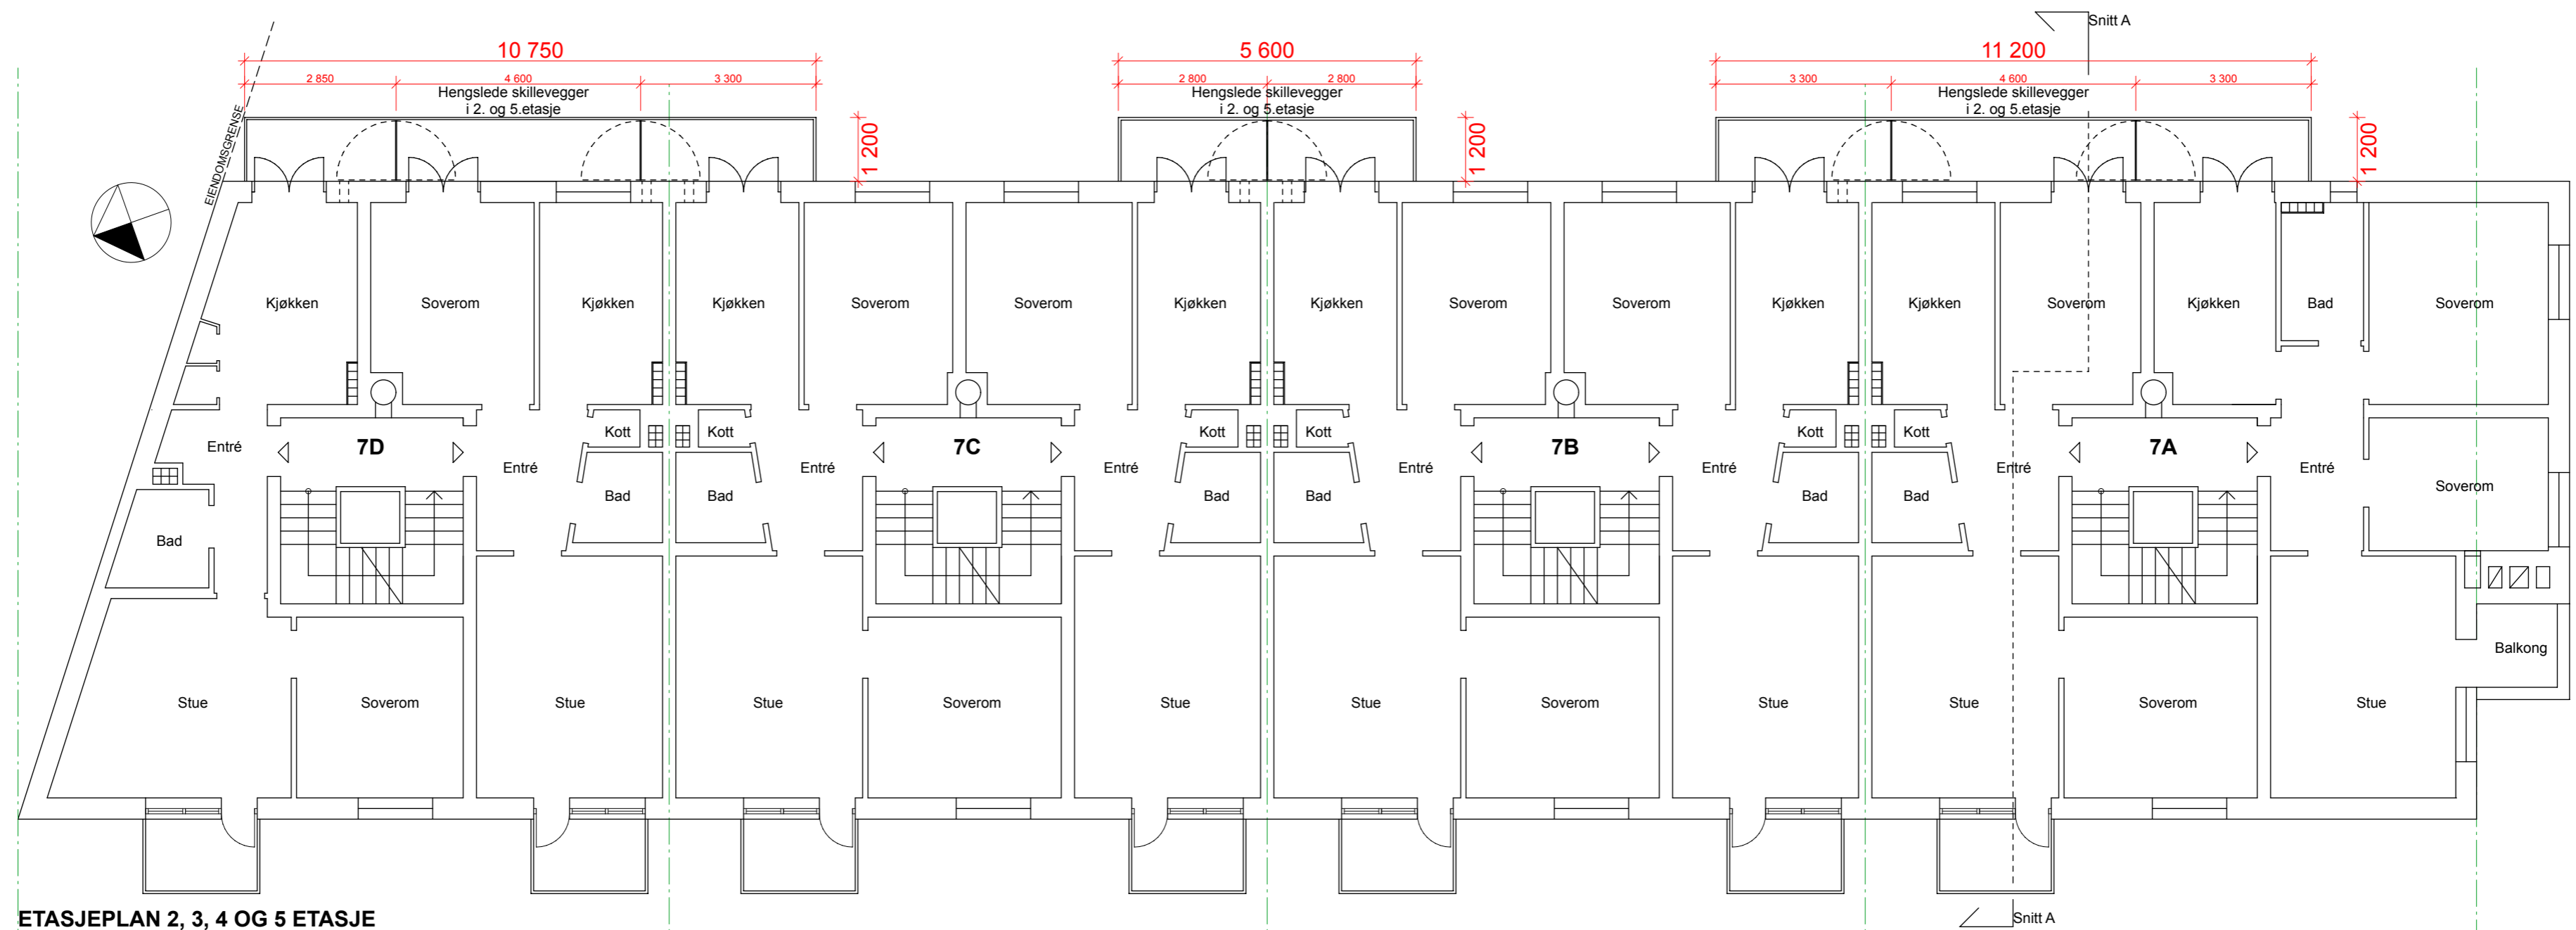 Snitt A
10 750
5 600
11 200
2 850
4 600
3 300
2 800
2 800
3 300
4 600
3 300
Hengslede skillevegger
i 2. og 5.etasje
Hengslede skillevegger
i 2. og 5.etasje
Hengslede skillevegger
i 2. og 5.etasje
EIENDOMSGRENSE
1 200
1 200
1 200
Kjøkken
Soverom
Kjøkken
Kjøkken
Soverom
Soverom
Kjøkken
Kjøkken
Soverom
Soverom
Kjøkken
Kjøkken
Soverom
Kjøkken
Bad
Soverom
Kott
Kott
Kott
Kott
Kott
Kott
Entré
7D
7C
7B
7A
Entré
Entré
Entré
Entré
Entré
Entré
Entré
Bad
Bad
Bad
Bad
Bad
Bad
Soverom
Bad
Balkong
Stue
Soverom
Stue
Stue
Soverom
Stue
Stue
Soverom
Stue
Stue
Soverom
Stue
ETASJEPLAN 2, 3, 4 OG 5 ETASJE
Snitt A